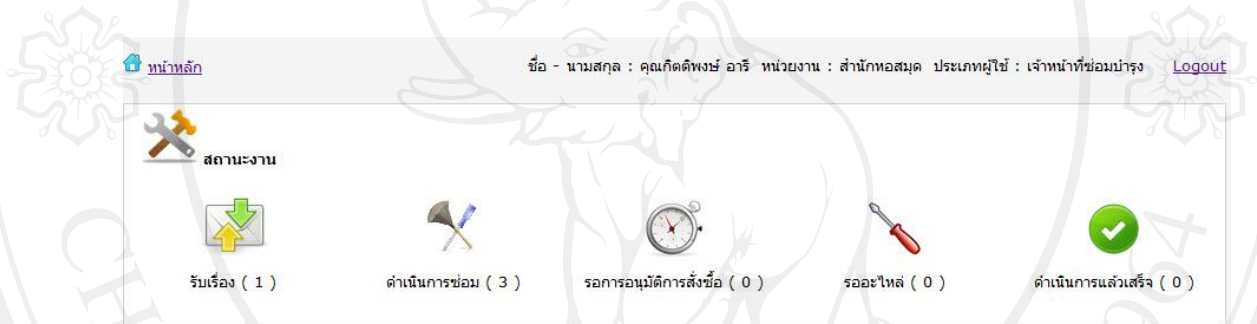 หน้าหลัก ชื่อ - นามสกุล : คุณกิตติพงษ์ อารี หน่วยงาน : สำนักหอสมุด ประเภทผู้ใช้ : เจ้าหน้าที่ซ่อมบำรุง Logout
สถานะงาน
รับเรื่อง ( 1 ) ดำเนินการซ่อม ( 3 ) รอการอนุมัติการสั่งซื้อ ( 0 ) รออะไหล่ ( 0 ) ดำเนินการแล้วเสร็จ ( 0 )